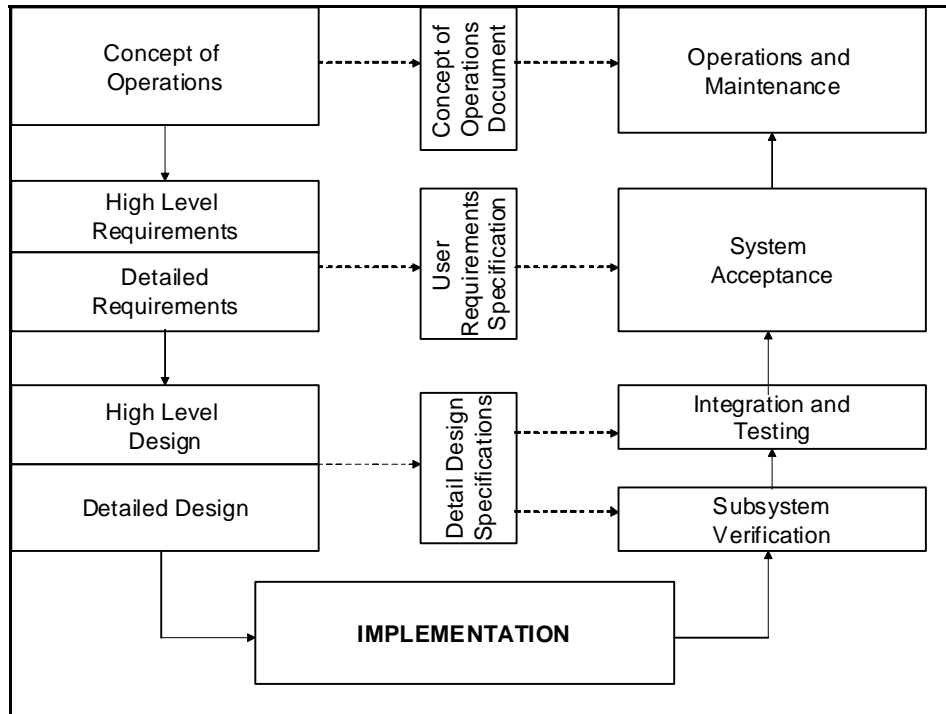 Concept of
Operations
Concept of
Operations
Document
Operations and
Maintenance
High Level
Requirements
Detailed
Requirements
User
Requirements
Specification
System
Acceptance
High Level
Design
Detailed Design
Detail Design
Specifications
Integration and
Testing
Subsystem
Verification
IMPLEMENTATION